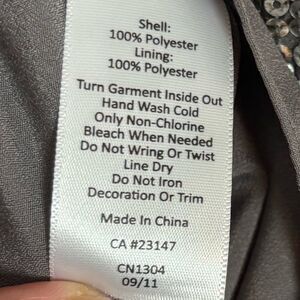 Shell:
100% Polyester
Lining:
100% Polyester
Turn Garment Inside Out
Hand Wash Cold
Only Non-Chlorine
Bleach When Needed
Do Not Wring Or Twist
Line Dry
Do Not Iron
Decoration Or Trim
Made In China
CA #23147
CN1304
09/11